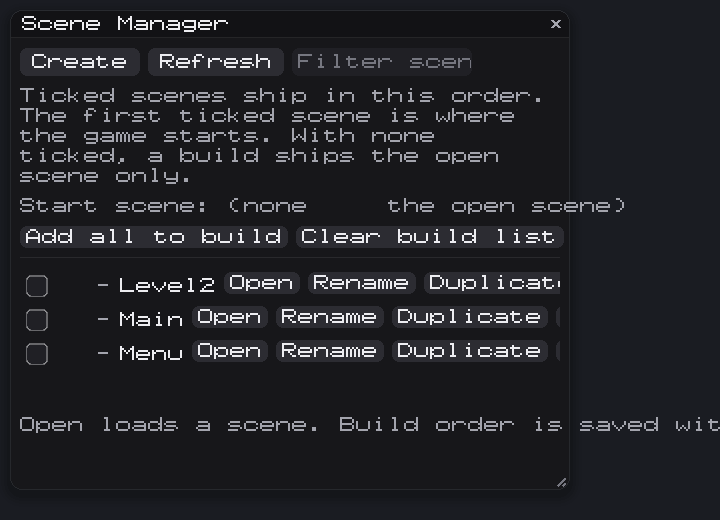 Scene Manager
Create Refresh Filter scen
Ticked scenes ship in this order.
The first ticked scene is where
the game starts. With none
ticked, a build ships the open
scene only.
Start scene: (none the open scene)
Add all to build Clear build list
- Level2 Open Rename Duplicate
- Main Open Rename Duplicate
- Menu Open Rename Duplicate
Open loads a scene. Build order is saved wit